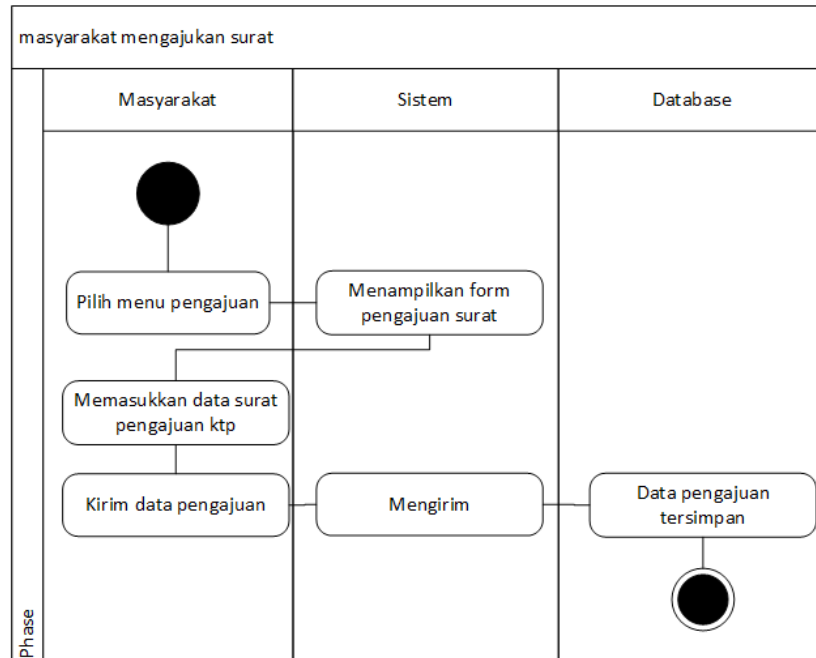 masyarakat mengajukan surat
Masyarakat
Sistem
Database
Pilih menu pengajuan
Menampilkan form
pengajuan surat
Memasukkan data surat
pengajuan ktp
Kirim data pengajuan
Mengirim
Data pengajuan
tersimpan
Phase